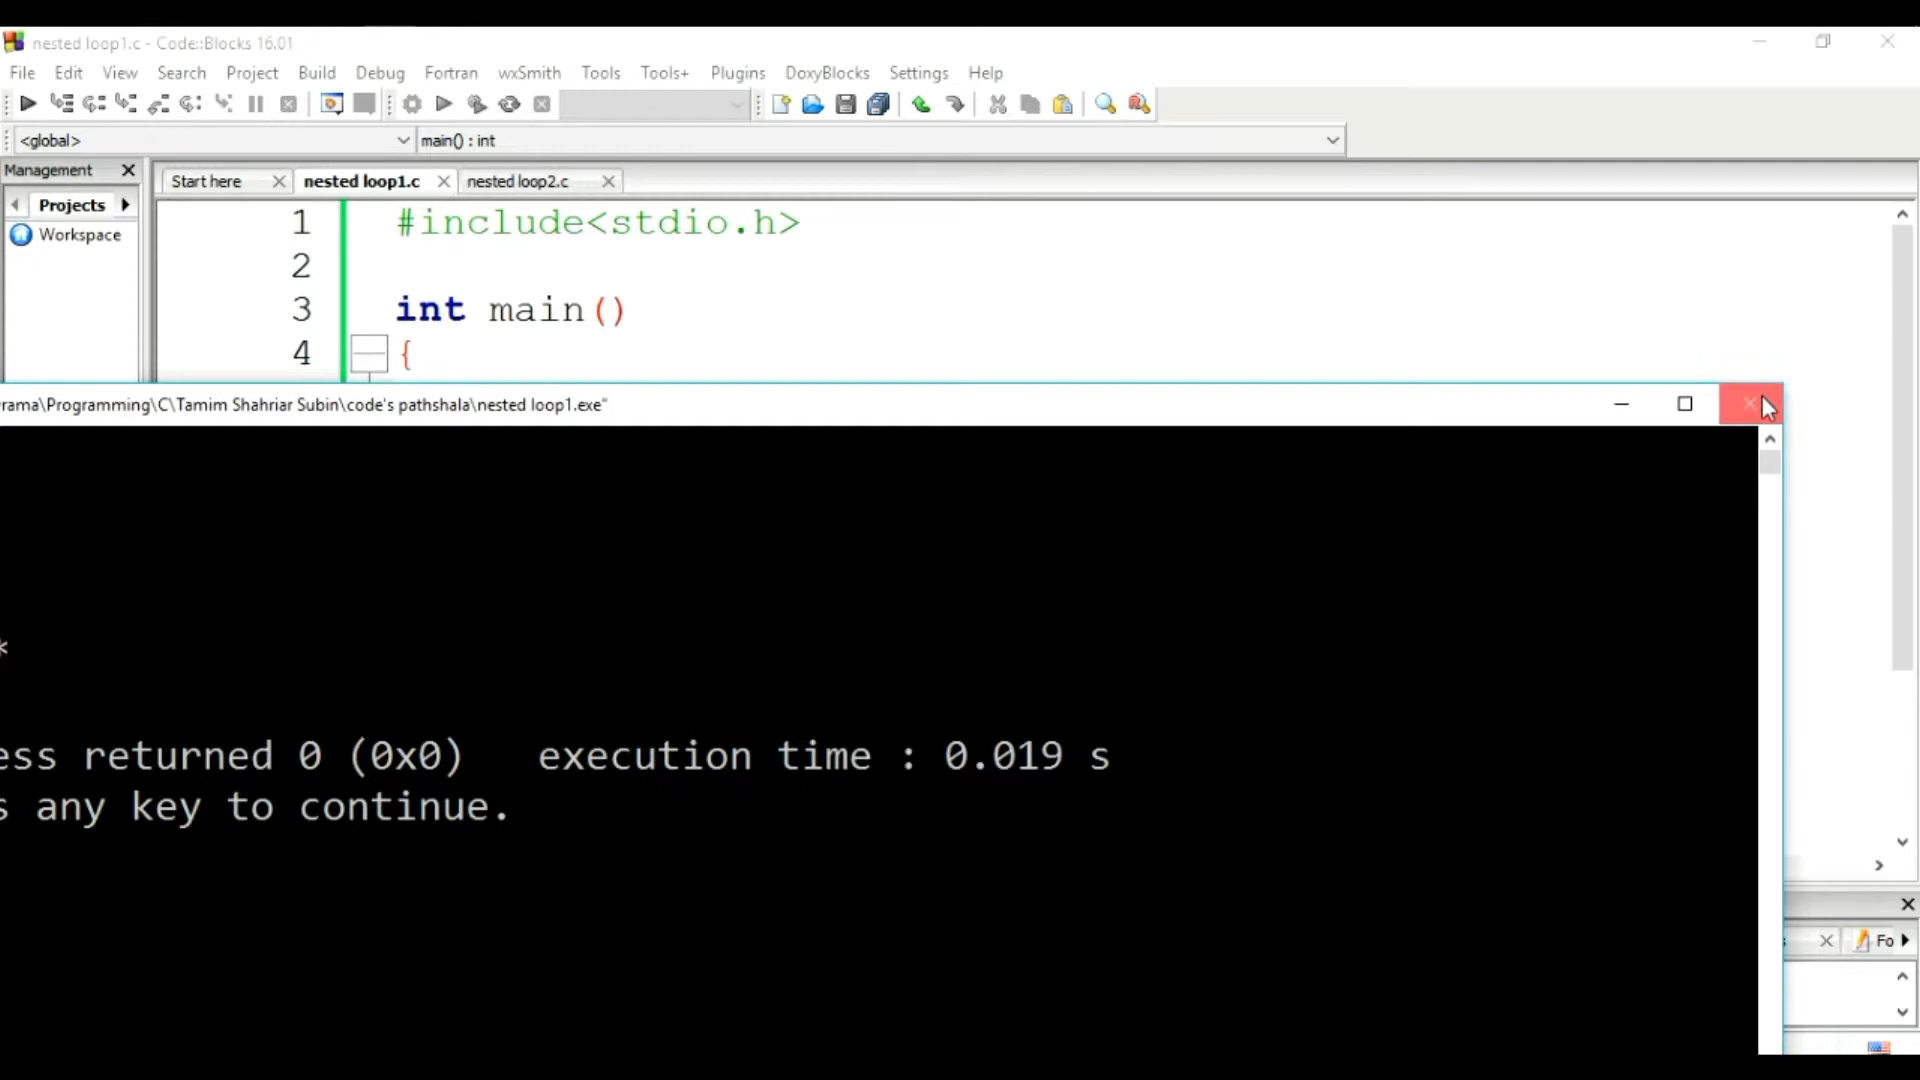 nested loop1.c - Code::Blocks 16.01
File Edit View Search Project Build Debug Fortran wxSmith Tools Tools+ Plugins DoxyBlocks Settings Help
<global> main() : int
Management
Start here nested loop1.c nested loop2.c
Projects
Workspace
1 #include<stdio.h>
2
3 int main()
4 {
rama\Programming\C\Tamim Shahriar Subin\code's pathshala\nested loop1.exe"
*
ess returned 0 (0x0) execution time : 0.019 s
s any key to continue.
Fo